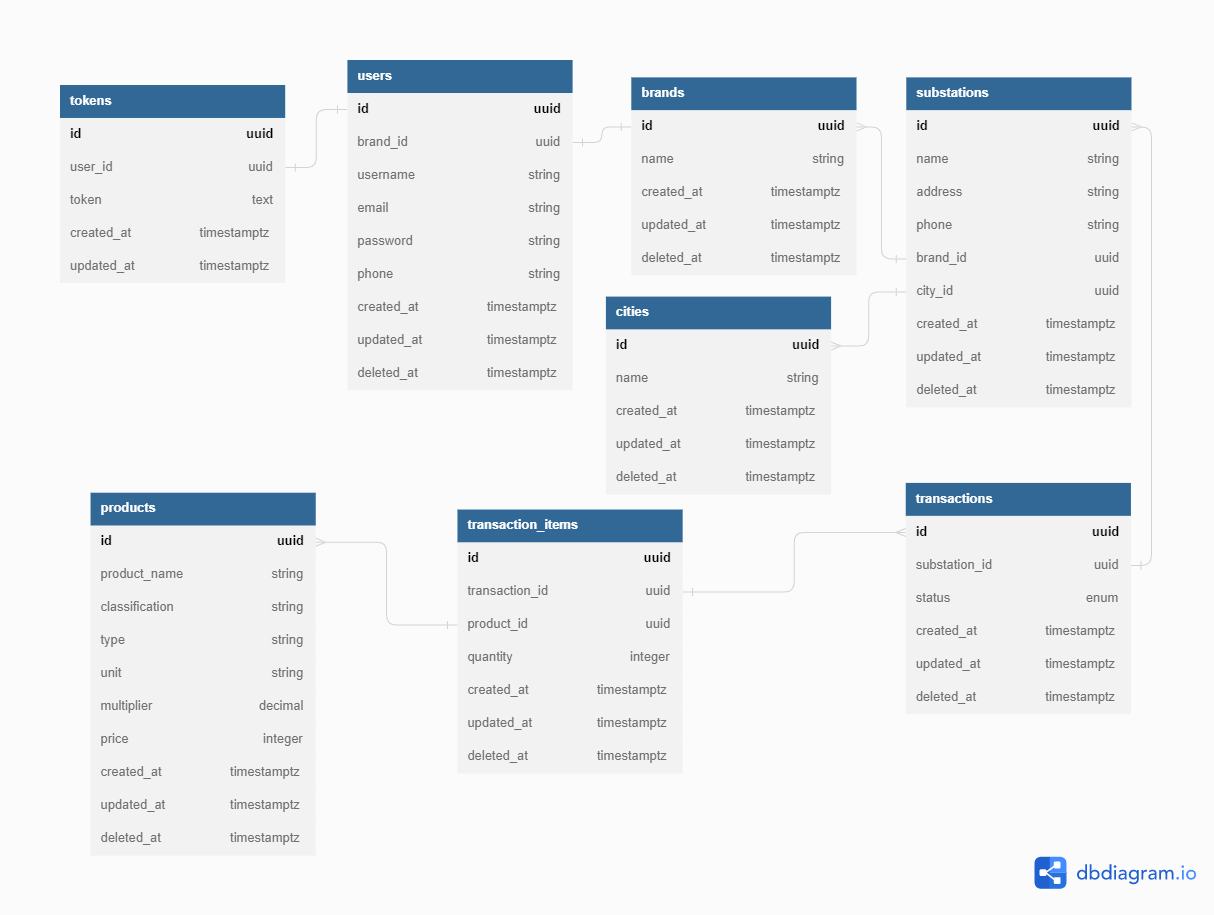 tokens
id uuid
user_id uuid
token text
created_at timestamptz
updated_at timestamptz
users
id uuid
brand_id uuid
username string
email string
password string
phone string
created_at timestamptz
updated_at timestamptz
deleted_at timestamptz
brands
id uuid
name string
created_at timestamptz
updated_at timestamptz
deleted_at timestamptz
substations
id uuid
name string
address string
phone string
brand_id uuid
city_id uuid
created_at timestamptz
updated_at timestamptz
deleted_at timestamptz
cities
id uuid
name string
created_at timestamptz
updated_at timestamptz
deleted_at timestamptz
products
id uuid
product_name string
classification string
type string
unit string
multiplier decimal
price integer
created_at timestamptz
updated_at timestamptz
deleted_at timestamptz
transaction_items
id uuid
transaction_id uuid
product_id uuid
quantity integer
created_at timestamptz
updated_at timestamptz
deleted_at timestamptz
transactions
id uuid
substation_id uuid
status enum
created_at timestamptz
updated_at timestamptz
deleted_at timestamptz
dbdiagram.io